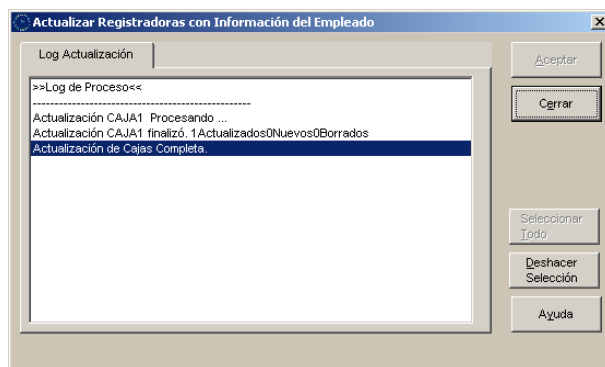 Actualizar Registradoras con Información del Empleado
Log Actualización
>>Log de Proceso<<
--------------------------------------------------
Actualización CAJA1 Procesando ...
Actualización CAJA1 finalizó. 1Actualizados0Nuevos0Borrados
Actualización de Cajas Completa.
Aceptar
Cerrar
Seleccionar
Todo
Deshacer
Selección
Ayuda